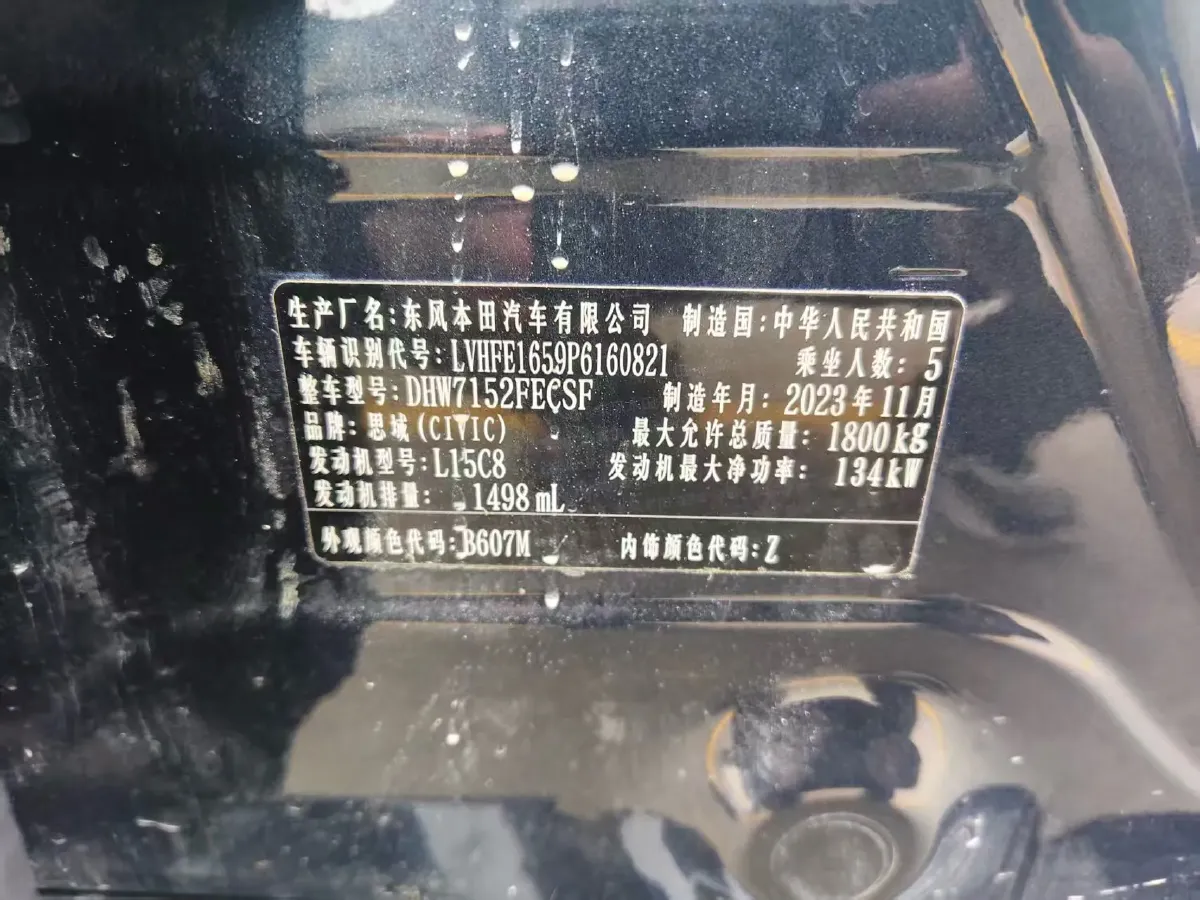 生产厂名:东风本田汽车有限公司 制造国:中华人民共和国
车辆识别代号:LVHFE1659P6160821 乘坐人数:5
整车型号:DHW7152FECSF 制造年月:2023年11月
品牌:思域(CIVIC) 最大允许总质量:1800kg
发动机型号:L15C8 发动机最大净功率:134kW
发动机排量:1498mL
外观颜色代码:B607M 内饰颜色代码:Z